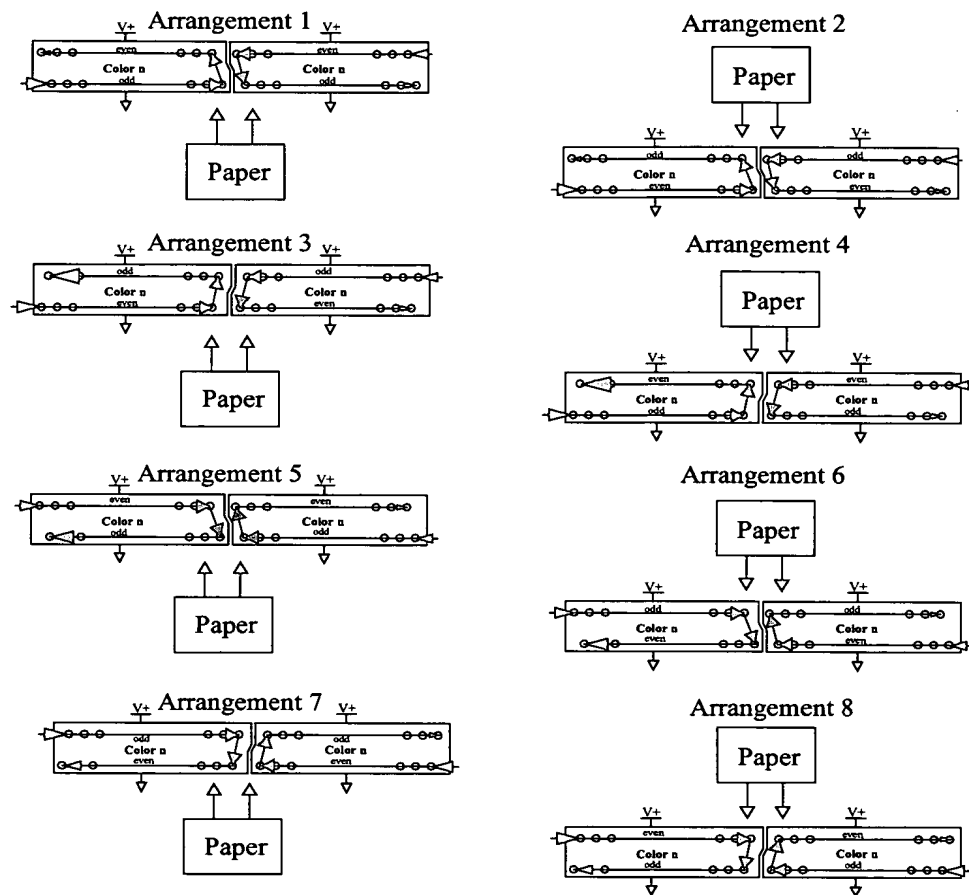 Arrangement 1
V+ V+
even even
Color n Color n
odd odd
Paper
Arrangement 2
Paper
V+ V+
odd odd
Color n Color n
even even
Arrangement 3
V+ V+
odd odd
Color n Color n
even even
Paper
Arrangement 4
Paper
V+ V+
even even
Color n Color n
odd odd
Arrangement 5
V+ V+
even even
Color n Color n
odd odd
Paper
Arrangement 6
Paper
V+ V+
odd odd
Color n Color n
even even
Arrangement 7
V+ V+
odd odd
Color n Color n
even even
Paper
Arrangement 8
Paper
V+ V+
even even
Color n Color n
odd odd